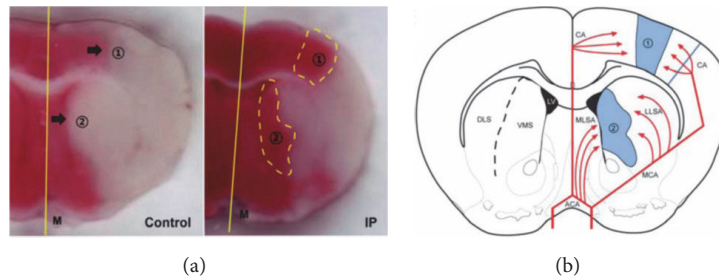 ①
②
M
Control
①
②
M
IP
(a)
CA
①
CA
LV
DLS
VMS
MLSA
LLSA
②
MCA
ACA
(b)